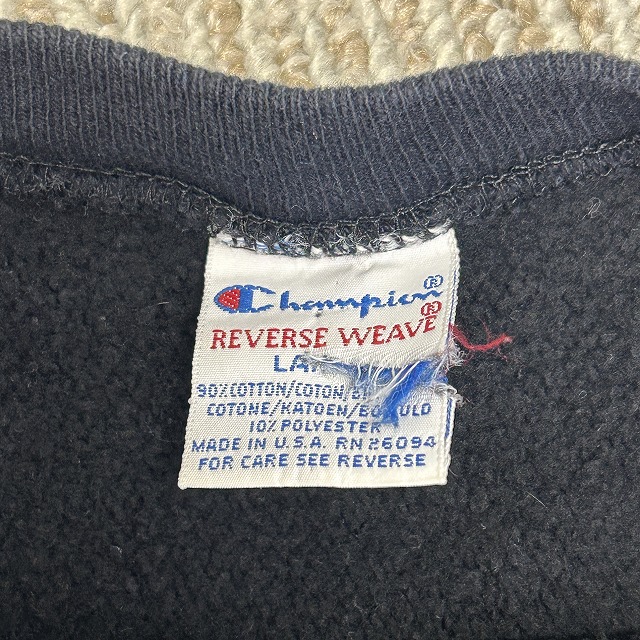 Champion®
REVERSE WEAVE®
90% COTTON/COTON/
COTONE/KATOEN/
10% POLYESTER
MADE IN U.S.A. RN 26094
FOR CARE SEE REVERSE